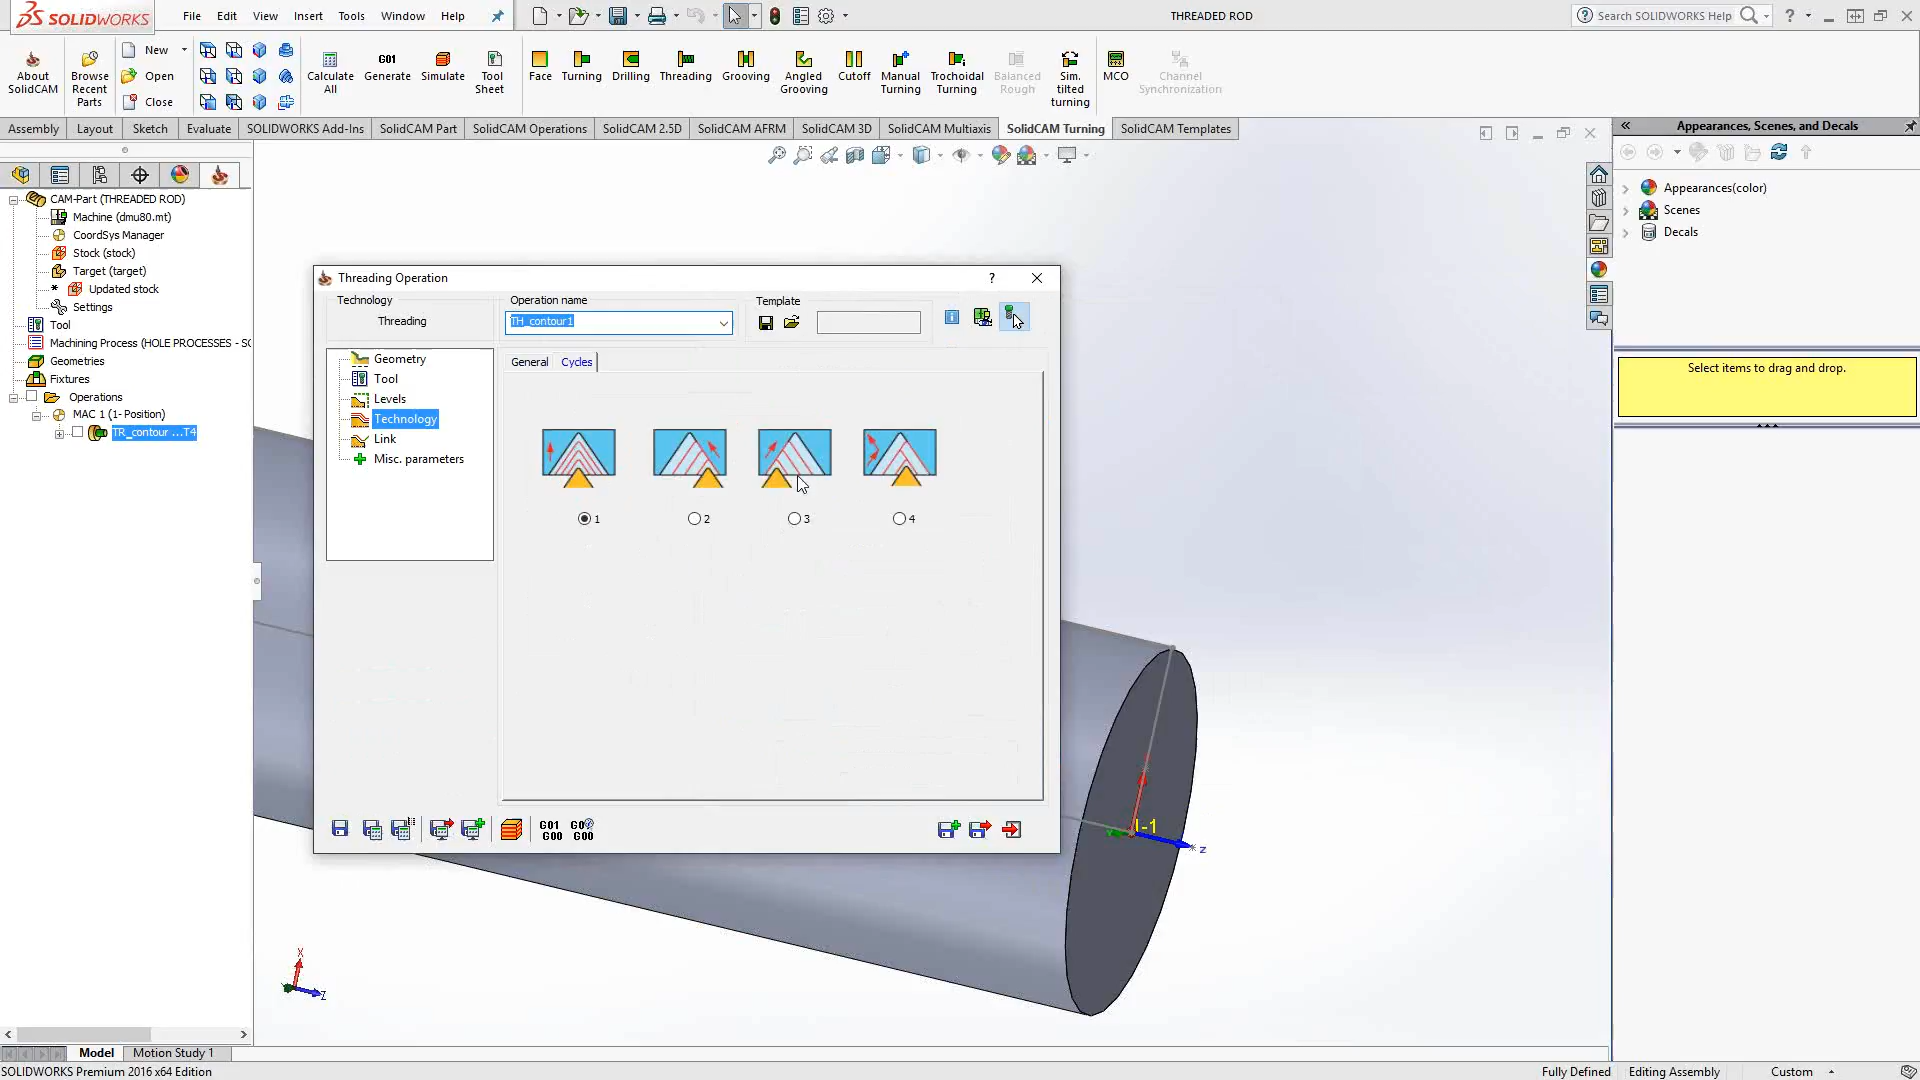 SOLIDWORKS
File
Edit
View
Insert
Tools
Window
Help
THREADED ROD
Search SOLIDWORKS Help
About SolidCAM
Browse Recent Parts
New
Open
Close
Calculate All
Generate
Simulate
Tool Sheet
Face
Turning
Drilling
Threading
Grooving
Angled Grooving
Cutoff
Manual Turning
Trochoidal Turning
Balanced Rough
Sim. tilted turning
MCO
Channel Synchronization
Assembly
Layout
Sketch
Evaluate
SOLIDWORKS Add-Ins
SolidCAM Part
SolidCAM Operations
SolidCAM 2.5D
SolidCAM AFRM
SolidCAM 3D
SolidCAM Multiaxis
SolidCAM Turning
SolidCAM Templates
Appearances, Scenes, and Decals
Appearances(color)
Scenes
Decals
Select items to drag and drop.
CAM-Part (THREADED ROD)
Machine (dmu80.mt)
CoordSys Manager
Stock (stock)
Target (target)
* Updated stock
Settings
Tool
Machining Process (HOLE PROCESSES - SC
Geometries
Fixtures
Operations
MAC 1 (1- Position)
TR_contour ...T4
Threading Operation
?
Technology
Threading
Operation name
TH_contour1
Template
Geometry
Tool
Levels
Technology
Link
Misc. parameters
General
Cycles
1
2
3
4
G01
G00
G0
G00
I-1
Z
X
Z
Model
Motion Study 1
SOLIDWORKS Premium 2016 x64 Edition
Fully Defined
Editing Assembly
Custom